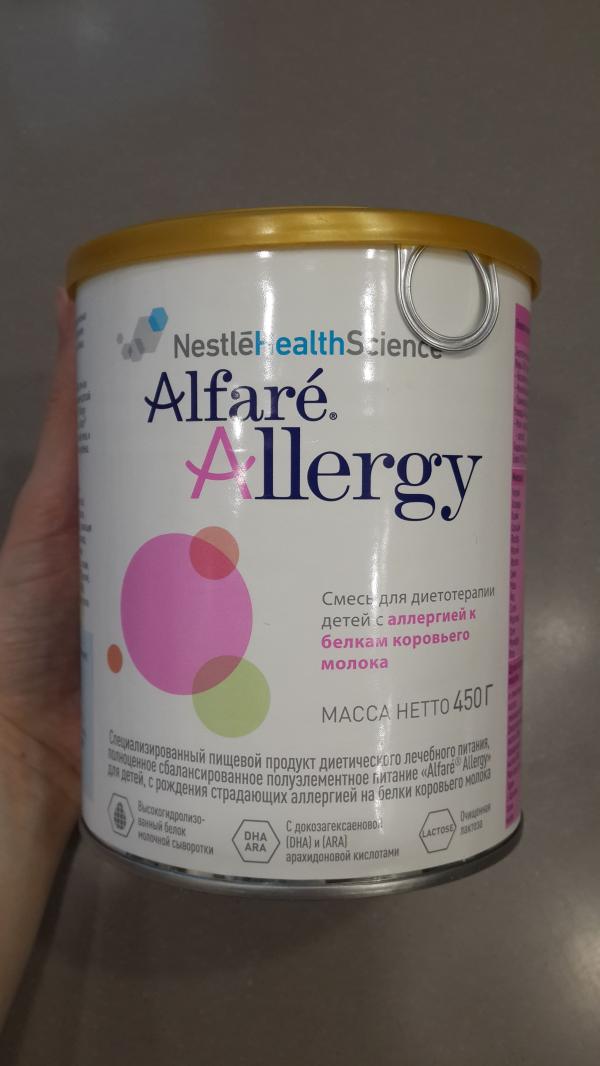 NestléHealthScience
Alfaré®
Allergy
Смесь для диетотерапии
детей с аллергией к
белкам коровьего
молока
МАССА НЕТТО 450 Г
Специализированный пищевой продукт диетического лечебного питания,
полноценное сбалансированное полуэлементное питание «Alfaré® Allergy»
для детей, с рождения страдающих аллергией на белки коровьего молока
Высокогидролизо-
ванный белок
молочной сыворотки
DHA
ARA
С докозагексаеновой
(DHA) и (ARA)
арахидоновой кислотами
LACTOSE
Очищенная
лактоза